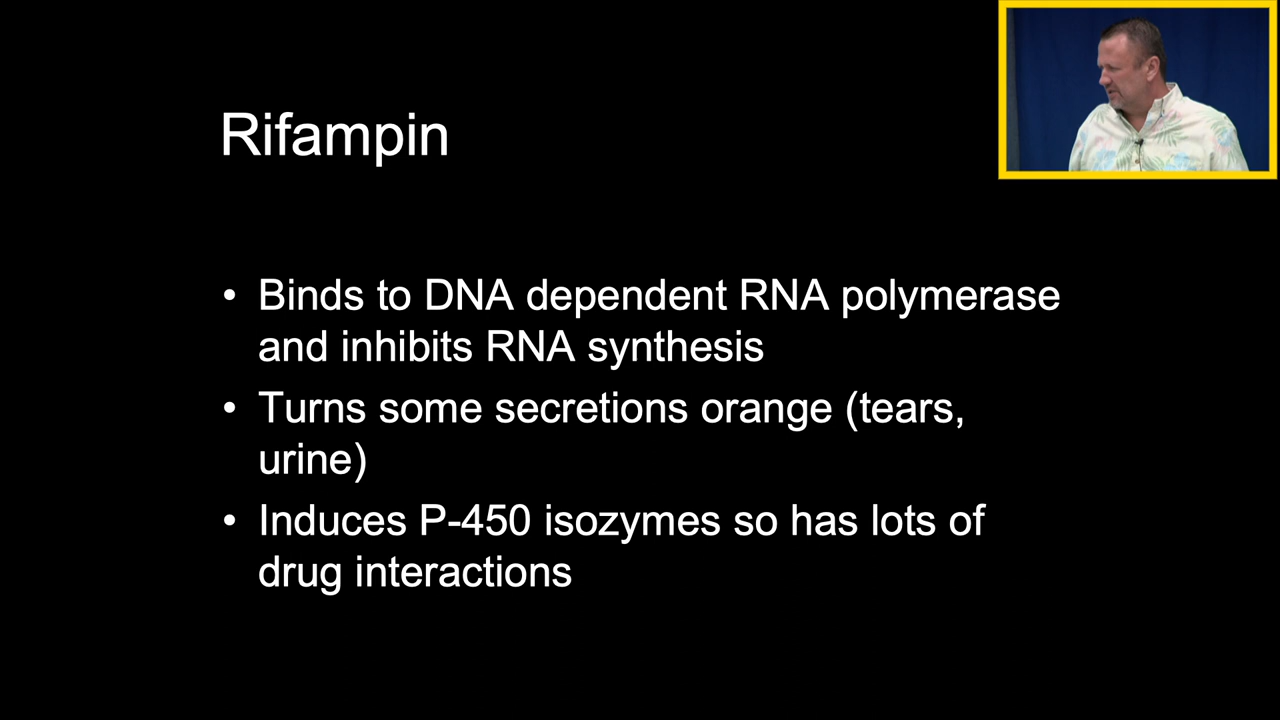 Rifampin
• Binds to DNA dependent RNA polymerase
and inhibits RNA synthesis
• Turns some secretions orange (tears,
urine)
• Induces P-450 isozymes so has lots of
drug interactions